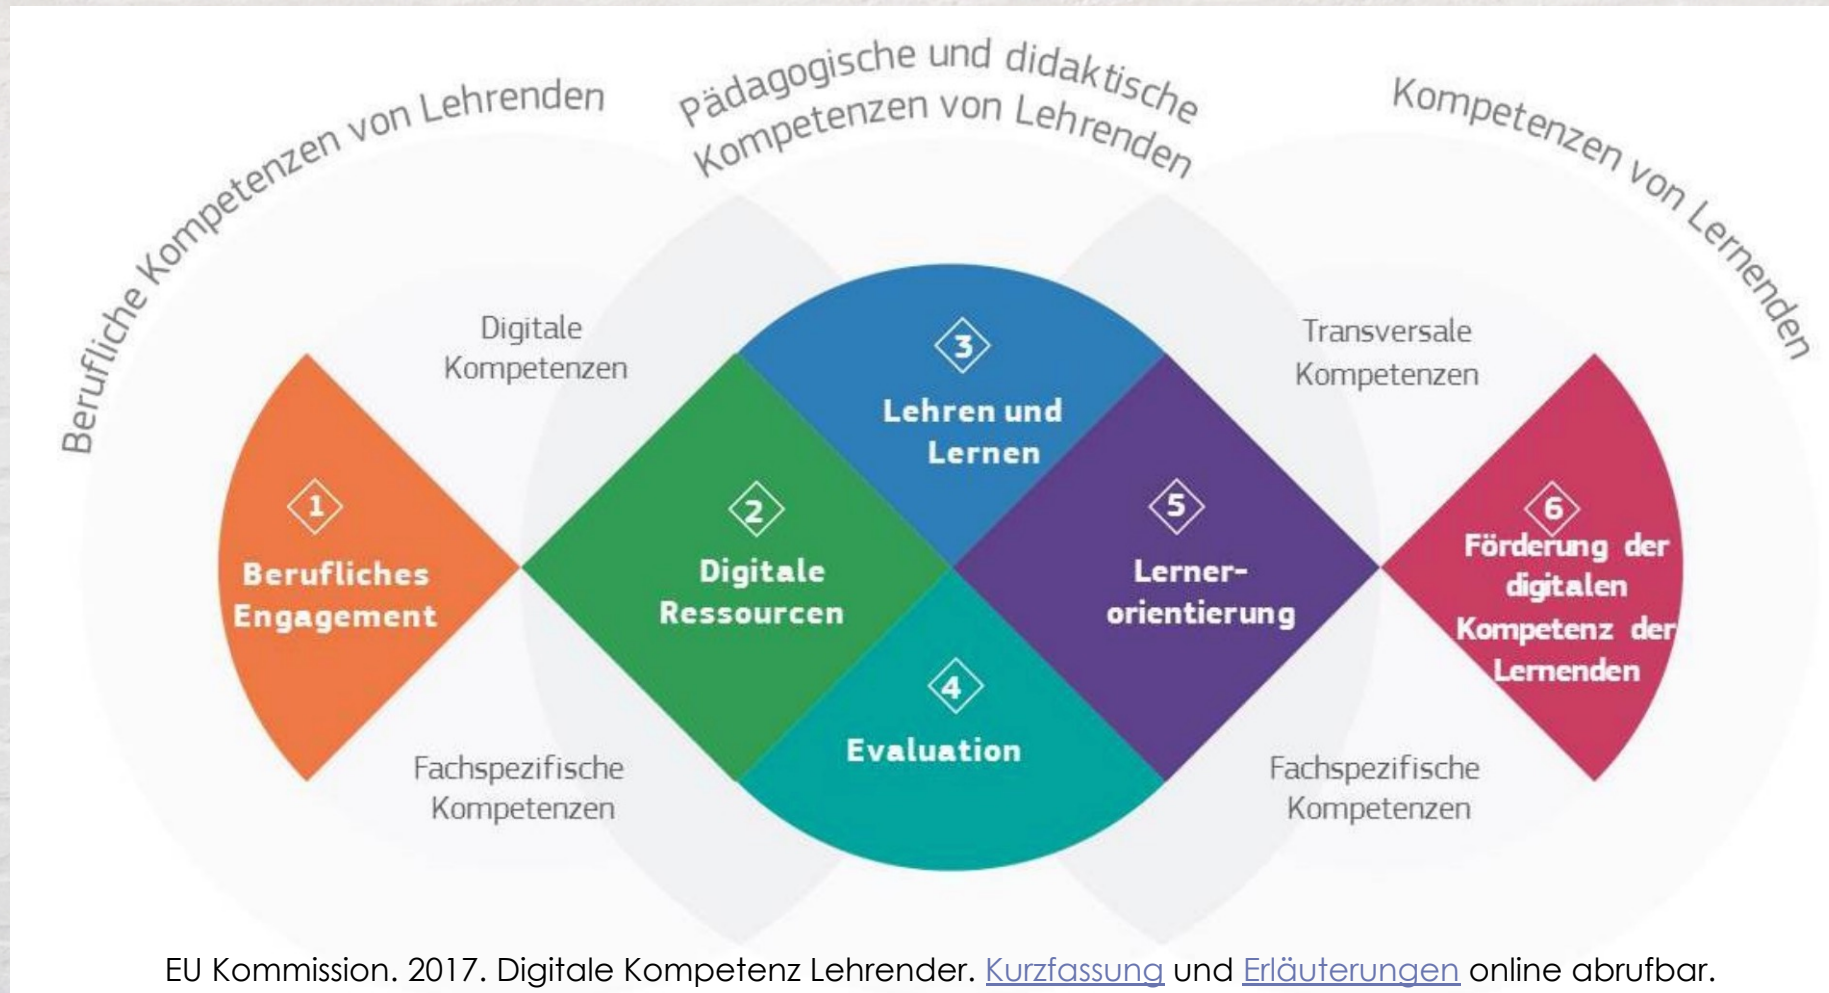 Berufliche Kompetenzen von Lehrenden
Pädagogische und didaktische
Kompetenzen von Lehrenden
Kompetenzen von Lernenden
Digitale
Kompetenzen
Transversale
Kompetenzen
1
Berufliches
Engagement
2
Digitale
Ressourcen
3
Lehren und
Lernen
4
Evaluation
5
Lerner-
orientierung
6
Förderung der
digitalen
Kompetenz der
Lernenden
Fachspezifische
Kompetenzen
Fachspezifische
Kompetenzen
EU Kommission. 2017. Digitale Kompetenz Lehrender. Kurzfassung und Erläuterungen online abrufbar.